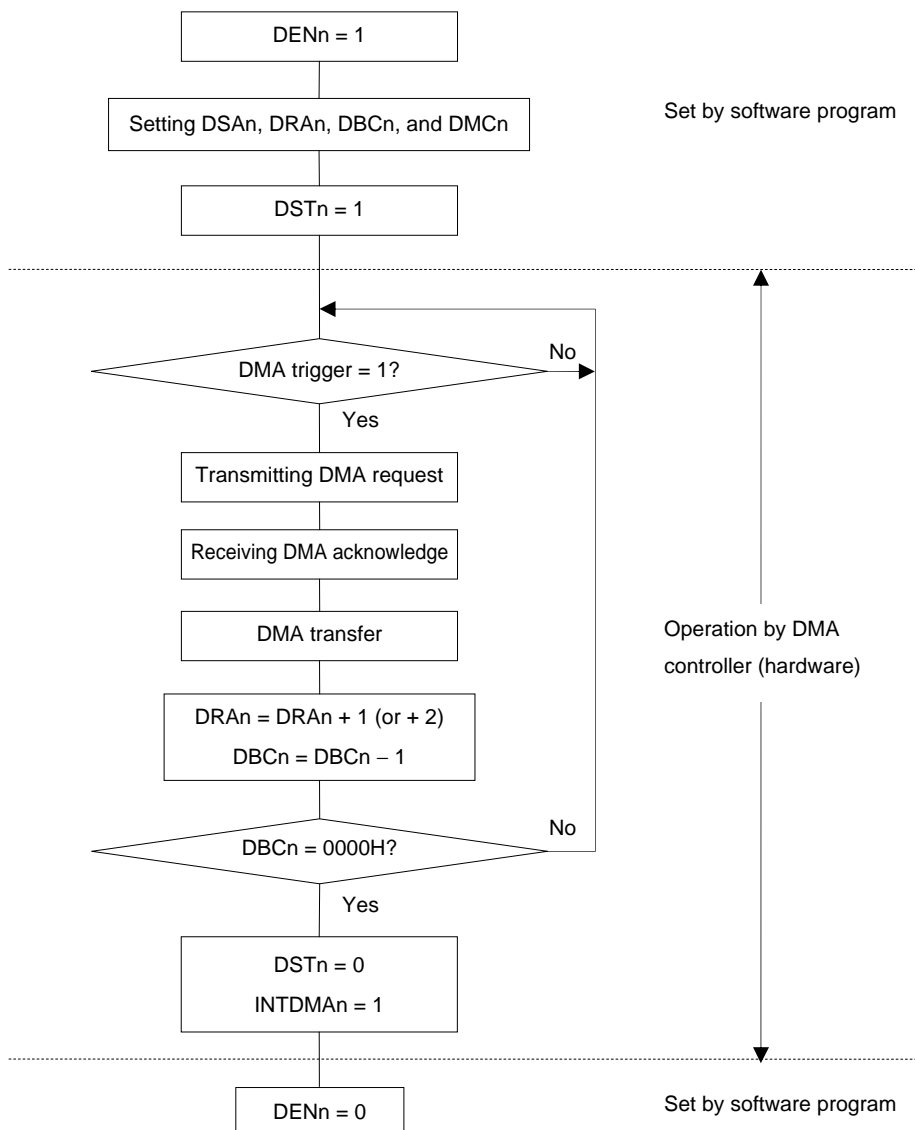 DENn = 1
Setting DSAn, DRAn, DBCn, and DMCn
Set by software program
DSTn = 1
DMA trigger = 1?
No
Yes
Transmitting DMA request
Receiving DMA acknowledge
DMA transfer
Operation by DMA
controller (hardware)
DRAn = DRAn + 1 (or + 2)
DBCn = DBCn − 1
DBCn = 0000H?
No
Yes
DSTn = 0
INTDMAn = 1
DENn = 0
Set by software program